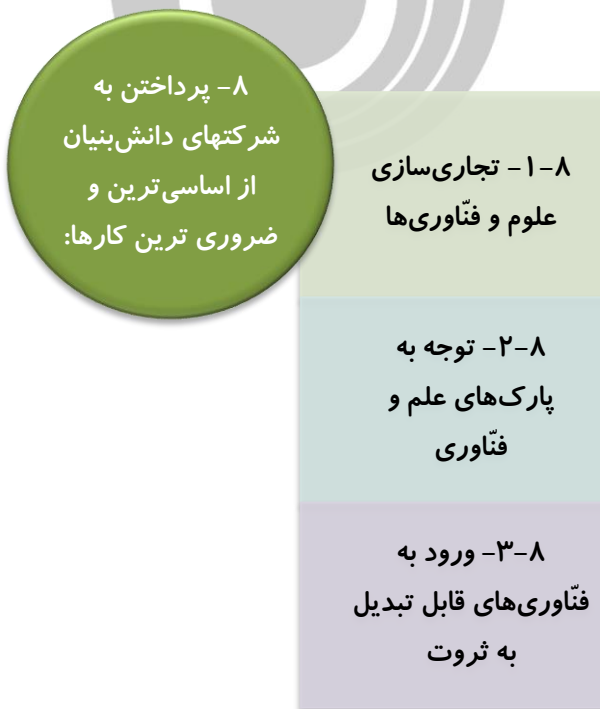 ۸- پرداختن به
شرکتهای دانش‌بنیان
از اساسی‌ترین و
ضروری ترین کارها:
۸-۱- تجاری‌سازی
علوم و فنّاوری‌ها
۸-۲- توجه به
پارک‌های علم و
فنّاوری
۸-۳- ورود به
فنّاوری‌های قابل تبدیل
به ثروت